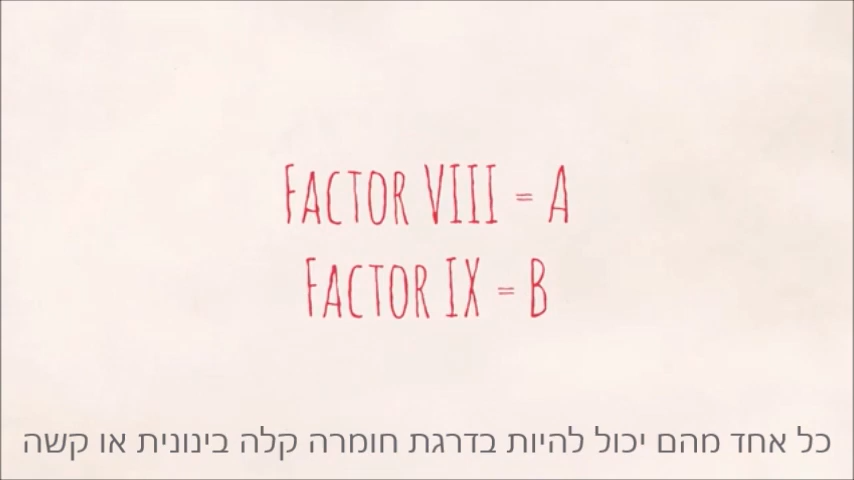 FACTOR VIII = A
FACTOR IX = B
כל אחד מהם יכול להיות בדרגת חומרה קלה בינונית או קשה